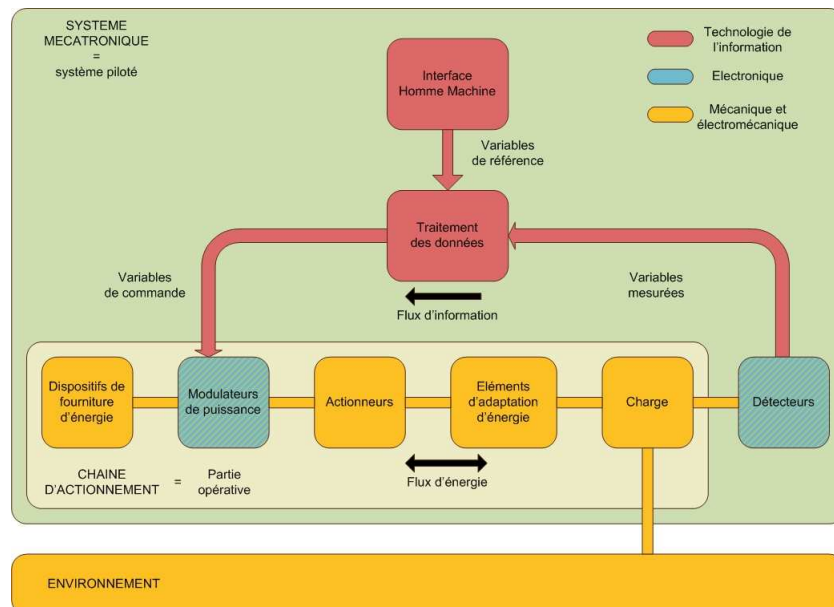 SYSTEME
MECATRONIQUE
=
système piloté
Technologie de
l'information
Electronique
Mécanique et
électromécanique
Interface
Homme Machine
Variables
de référence
Traitement
des données
Variables
de commande
Variables
mesurées
Flux d'information
Dispositifs de
fourniture
d'énergie
Modulateurs
de puissance
Actionneurs
Eléments
d'adaptation
d'énergie
Charge
Détecteurs
CHAINE
D'ACTIONNEMENT
=
Partie
opérative
Flux d'énergie
ENVIRONNEMENT